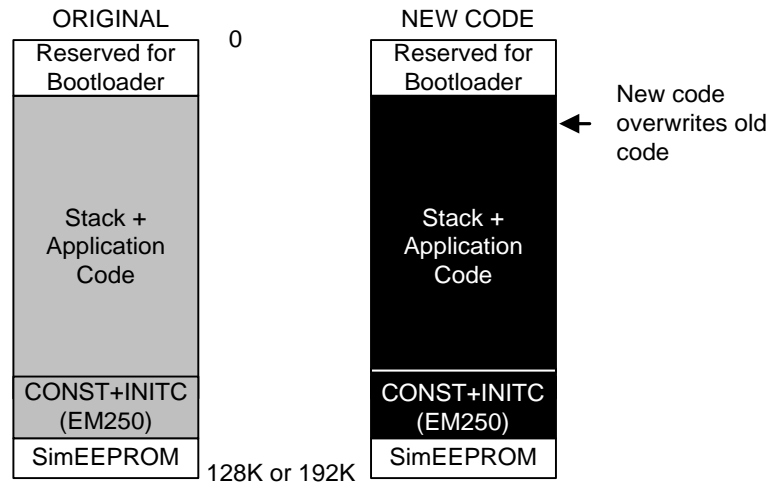 ORIGINAL
0
Reserved for
Bootloader
Stack +
Application
Code
CONST+INITC
(EM250)
SimEEPROM
128K or 192K
NEW CODE
Reserved for
Bootloader
New code
overwrites old
code
Stack +
Application
Code
CONST+INITC
(EM250)
SimEEPROM